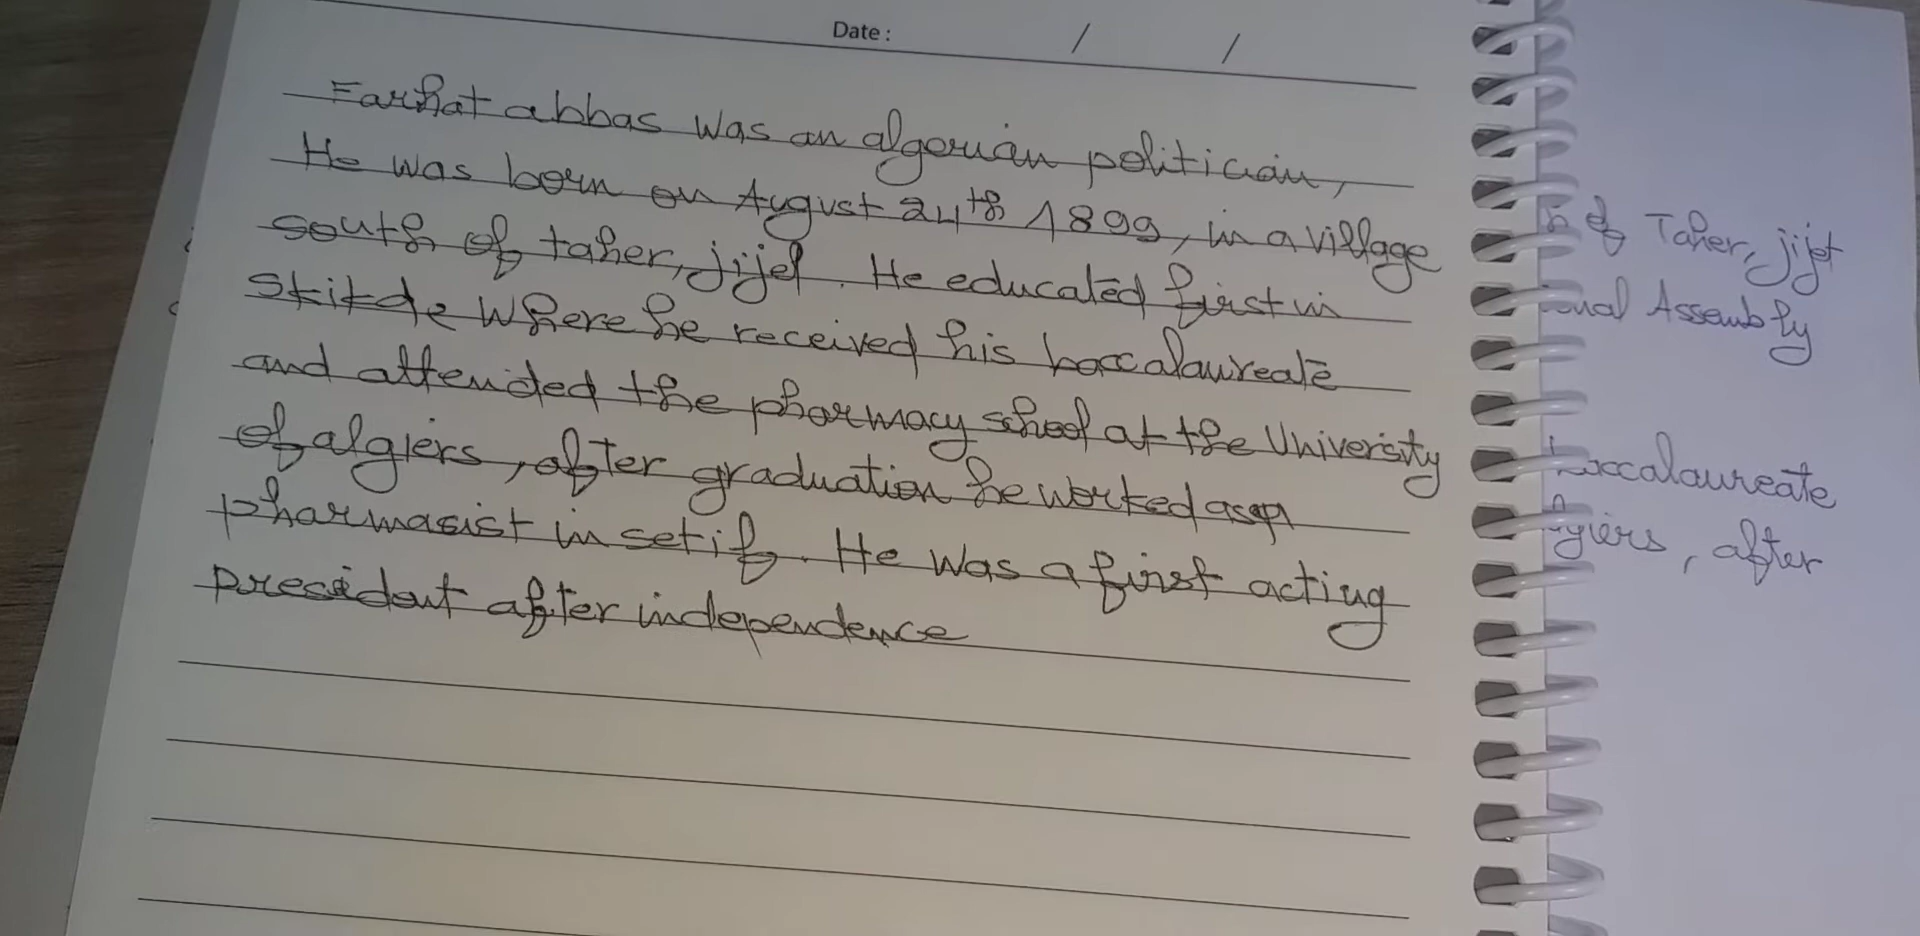 Date : / /
Farhat abbas was an algerian politician,
He was born on August 24th 1899, in a village
south of taher, jijel. He educated first in
Skikde where he received his baccalaureate
and attended the pharmacy school at the University
of algiers, after graduation he worked as a
pharmasist in setif. He was a first acting
president after independence
of Taher, jijel
Assembly
baccalaureate
, after